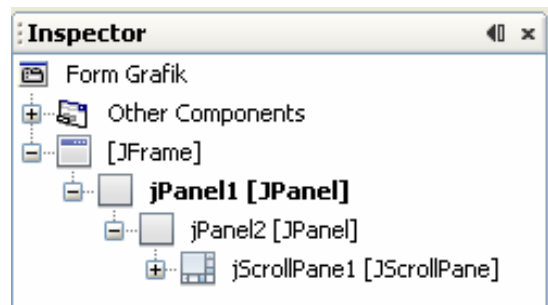 Inspector
Form Grafik
Other Components
[JFrame]
jPanel1 [JPanel]
jPanel2 [JPanel]
jScrollPane1 [JScrollPane]